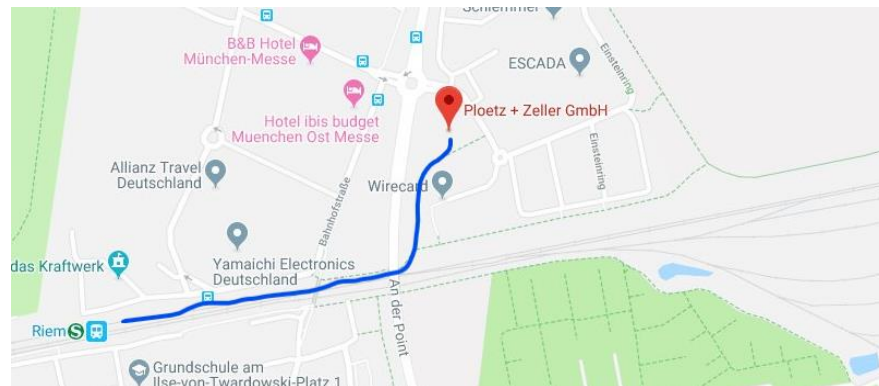 Schlemmer
B&B Hotel
München-Messe
ESCADA
Einsteinring
Ploetz + Zeller GmbH
Hotel ibis budget
Muenchen Ost Messe
Einsteinring
Allianz Travel
Deutschland
Wirecard
Bahnhofstraße
das Kraftwerk
Yamaichi Electronics
Deutschland
An der Point
Riem S
Grundschule am
Ilse-von-Twardowski-Platz 1